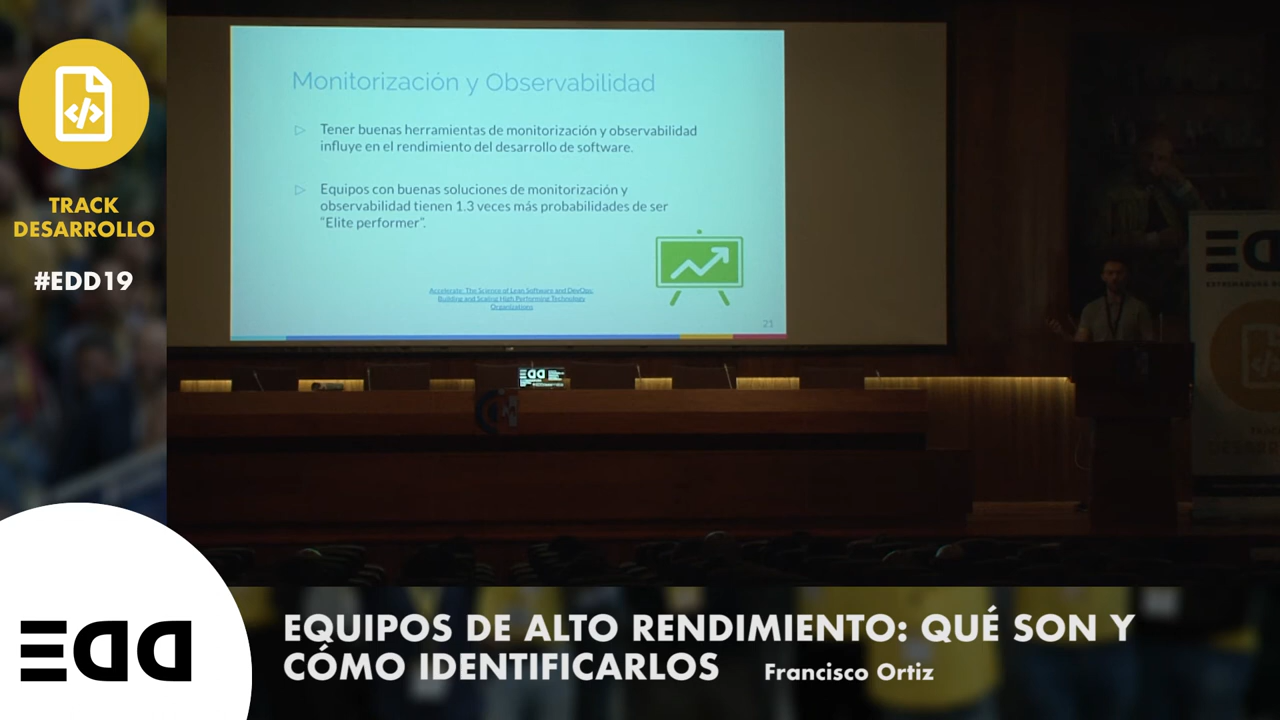 TRACK
DESARROLLO
#EDD19
Monitorización y Observabilidad
Tener buenas herramientas de monitorización y observabilidad
influye en el rendimiento del desarrollo de software.
Equipos con buenas soluciones de monitorización y
observabilidad tienen 1.3 veces más probabilidades de ser
“Elite performer”.
Accelerate: The Science of Lean Software and DevOps:
Building and Scaling High Performing Technology
Organizations
21
EDD
EDD
EDD
EQUIPOS DE ALTO RENDIMIENTO: QUÉ SON Y
CÓMO IDENTIFICARLOS Francisco Ortiz